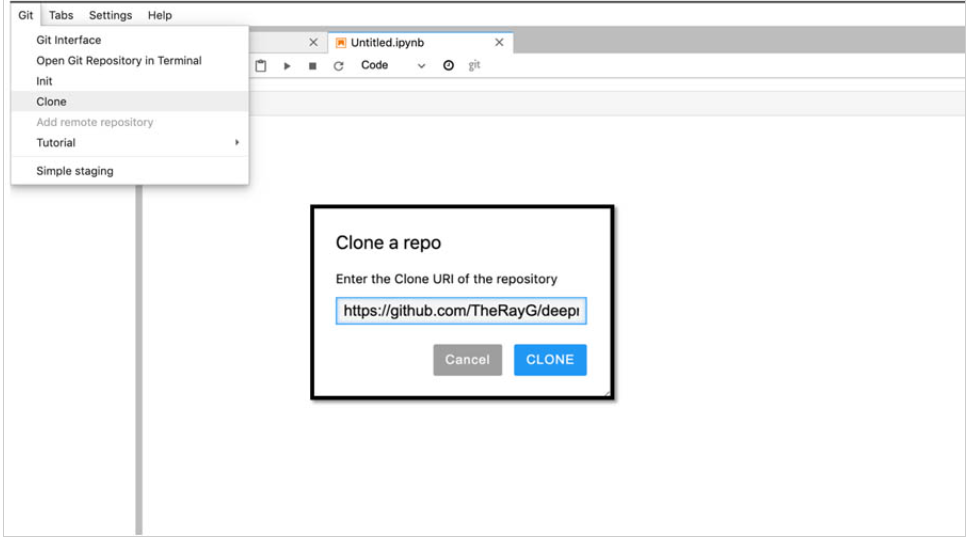 Git Tabs Settings Help
Git Interface
Open Git Repository in Terminal
Init
Clone
Add remote repository
Tutorial
Simple staging
Untitled.ipynb
Code
git
Clone a repo
Enter the Clone URI of the repository
https://github.com/TheRayG/deepr
Cancel CLONE